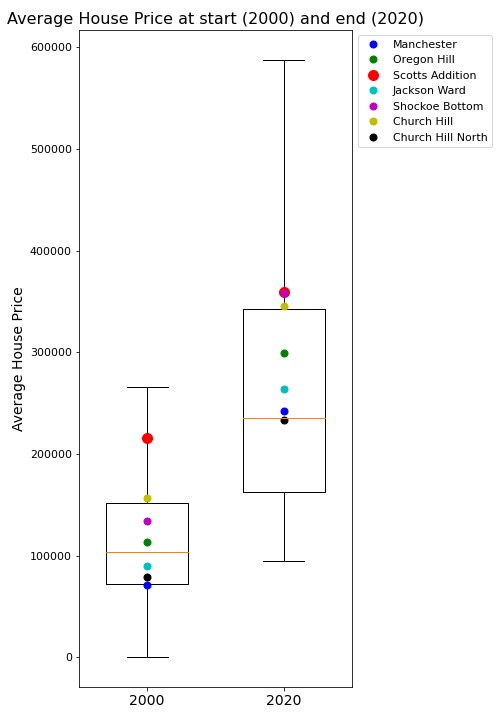 Average House Price at start (2000) and end (2020)
Manchester
Oregon Hill
Scotts Addition
Jackson Ward
Shockoe Bottom
Church Hill
Church Hill North
600000
500000
400000
300000
200000
100000
0
Average House Price
2000
2020